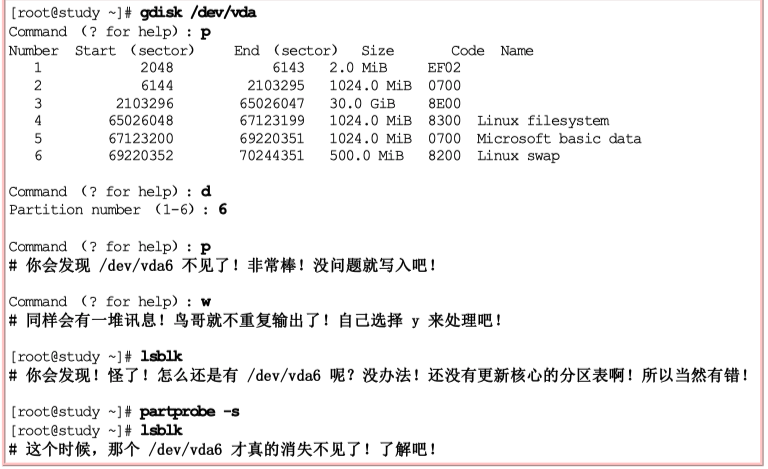 [root@study ~]# gdisk /dev/vda
Command (? for help): p
Number  Start (sector)    End (sector)  Size       Code  Name
1            2048            6143   2.0 MiB     EF02
2            6144         2103295   1024.0 MiB  0700
3         2103296        65026047   30.0 GiB    8E00
4        65026048        67123199   1024.0 MiB  8300  Linux filesystem
5        67123200        69220351   1024.0 MiB  0700  Microsoft basic data
6        69220352        70244351   500.0 MiB   8200  Linux swap
Command (? for help): d
Partition number (1-6): 6
Command (? for help): p
# 你会发现 /dev/vda6 不见了！非常棒！没问题就写入吧！
Command (? for help): w
# 同样会有一堆讯息！鸟哥就不重复输出了！自己选择 y 来处理吧！
[root@study ~]# lsblk
# 你会发现！怪了！怎么还是有 /dev/vda6 呢？没办法！还没有更新核心的分区表啊！所以当然有错！
[root@study ~]# partprobe -s
[root@study ~]# lsblk
# 这个时候，那个 /dev/vda6 才真的消失不见了！了解吧！